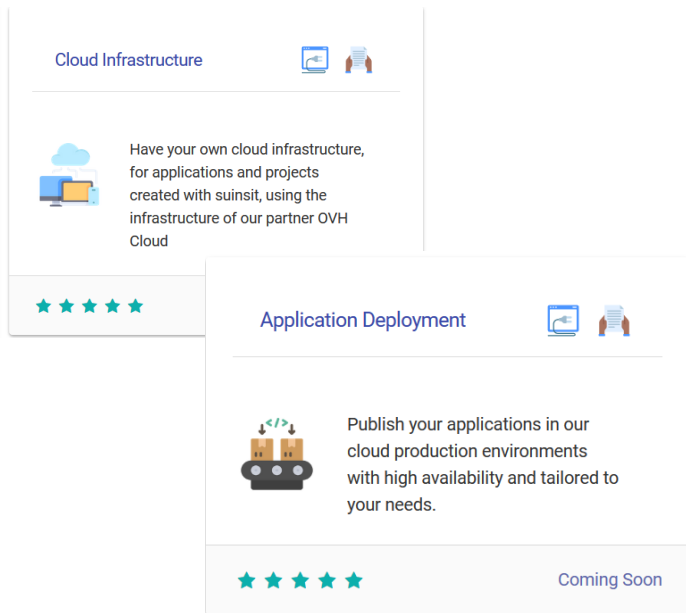 Cloud Infrastructure
Have your own cloud infrastructure,
for applications and projects
created with suinsit, using the
infrastructure of our partner OVH
Cloud
Application Deployment
</>
Publish your applications in our
cloud production environments
with high availability and tailored to
your needs.
Coming Soon